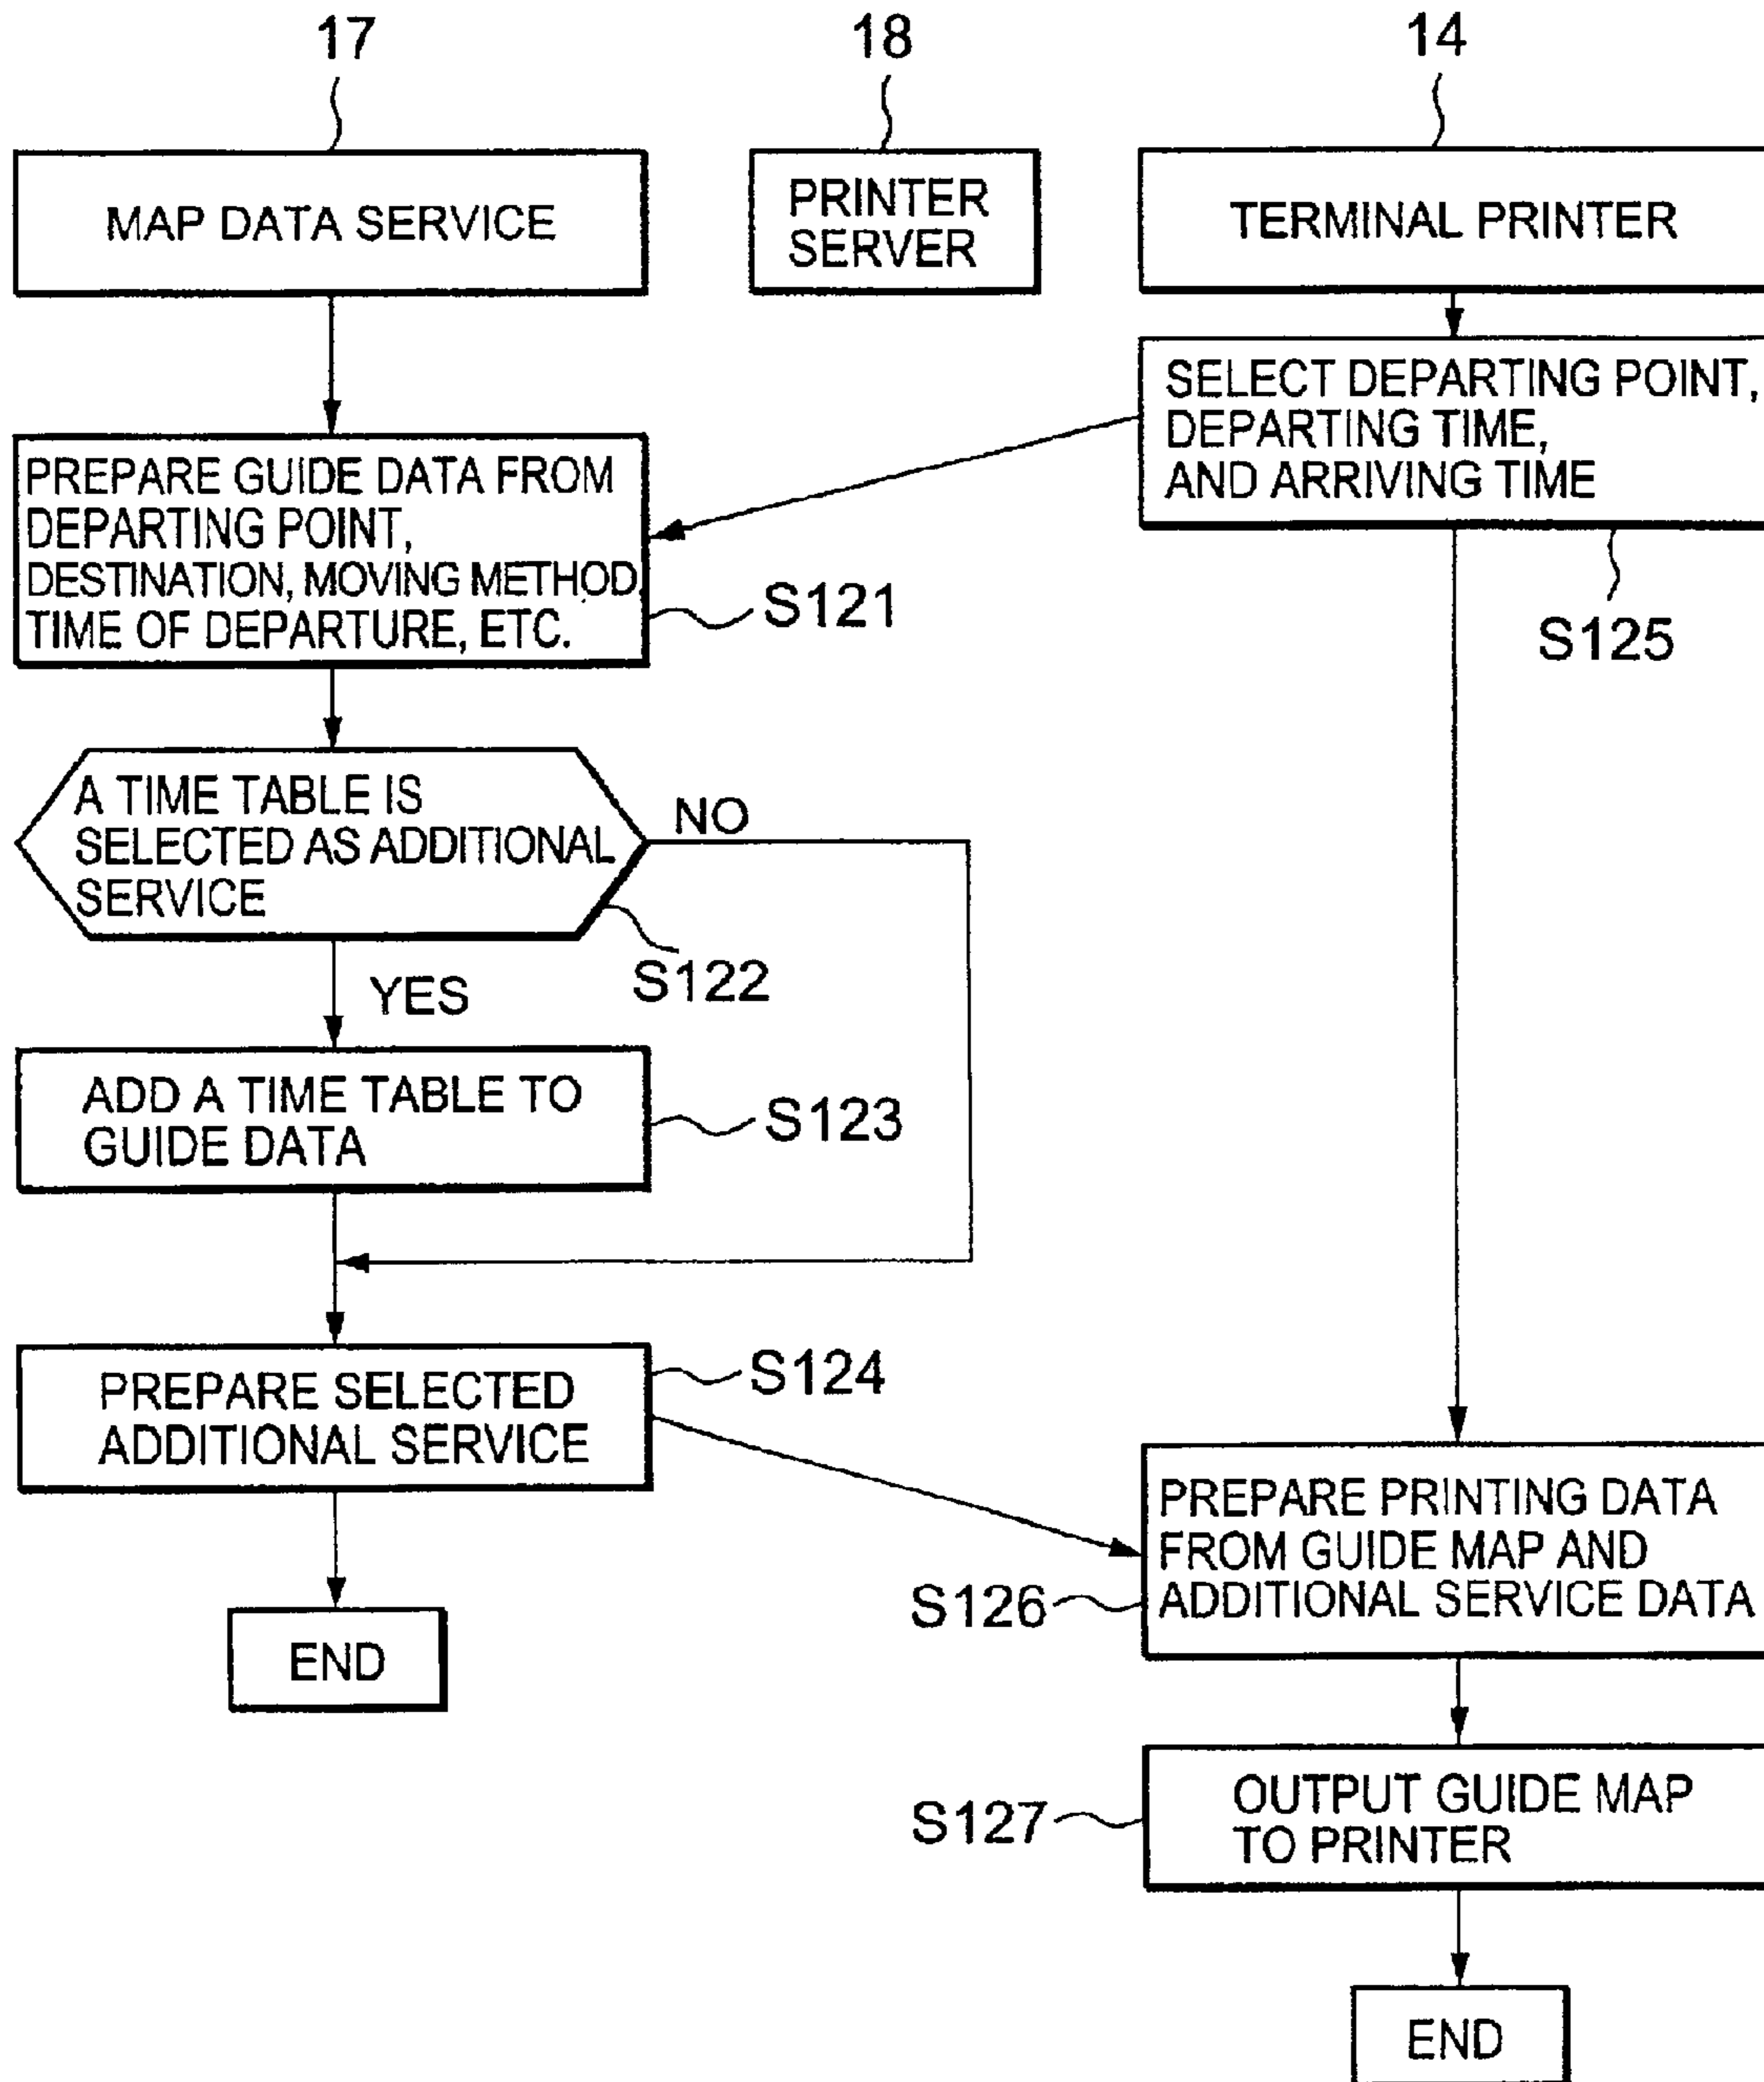 17
18
14
MAP DATA SERVICE
PRINTER
SERVER
TERMINAL PRINTER
SELECT DEPARTING POINT,
DEPARTING TIME,
AND ARRIVING TIME
S125
PREPARE GUIDE DATA FROM
DEPARTING POINT,
DESTINATION, MOVING METHOD
TIME OF DEPARTURE, ETC.
S121
A TIME TABLE IS
SELECTED AS ADDITIONAL
SERVICE
NO
S122
YES
ADD A TIME TABLE TO
GUIDE DATA
S123
PREPARE SELECTED
ADDITIONAL SERVICE
S124
END
PREPARE PRINTING DATA
FROM GUIDE MAP AND
ADDITIONAL SERVICE DATA
S126
OUTPUT GUIDE MAP
TO PRINTER
S127
END